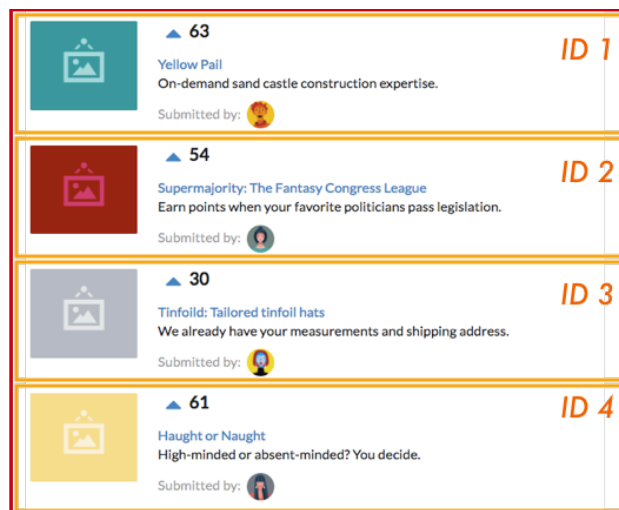 63
ID 1
Yellow Pail
On-demand sand castle construction expertise.
Submitted by:
54
ID 2
Supermajority: The Fantasy Congress League
Earn points when your favorite politicians pass legislation.
Submitted by:
30
ID 3
Tinfoild: Tailored tinfoil hats
We already have your measurements and shipping address.
Submitted by:
61
ID 4
Haught or Naught
High-minded or absent-minded? You decide.
Submitted by: